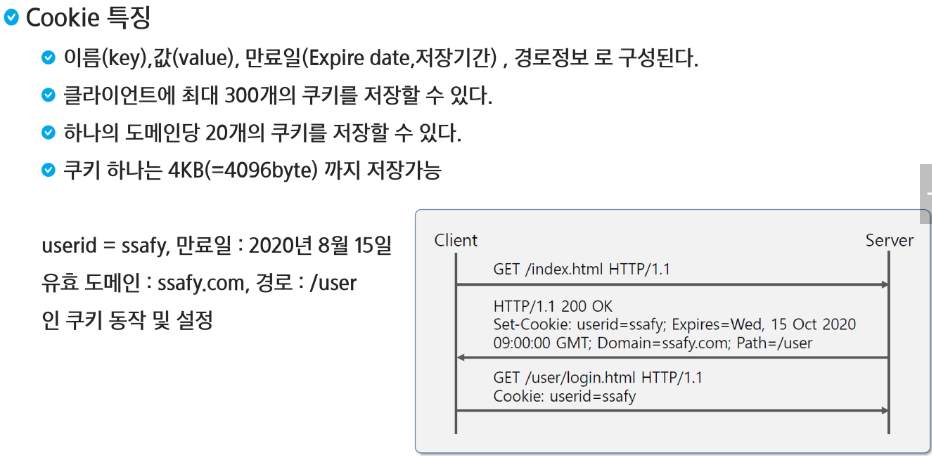 Cookie 특징
이름(key),값(value), 만료일(Expire date,저장기간) , 경로정보 로 구성된다.
클라이언트에 최대 300개의 쿠키를 저장할 수 있다.
하나의 도메인당 20개의 쿠키를 저장할 수 있다.
쿠키 하나는 4KB(=4096byte) 까지 저장가능
userid = ssafy, 만료일 : 2020년 8월 15일
유효 도메인 : ssafy.com, 경로 : /user
인 쿠키 동작 및 설정
Client
Server
GET /index.html HTTP/1.1
HTTP/1.1 200 OK
Set-Cookie: userid=ssafy; Expires=Wed, 15 Oct 2020
09:00:00 GMT; Domain=ssafy.com; Path=/user
GET /user/login.html HTTP/1.1
Cookie: userid=ssafy